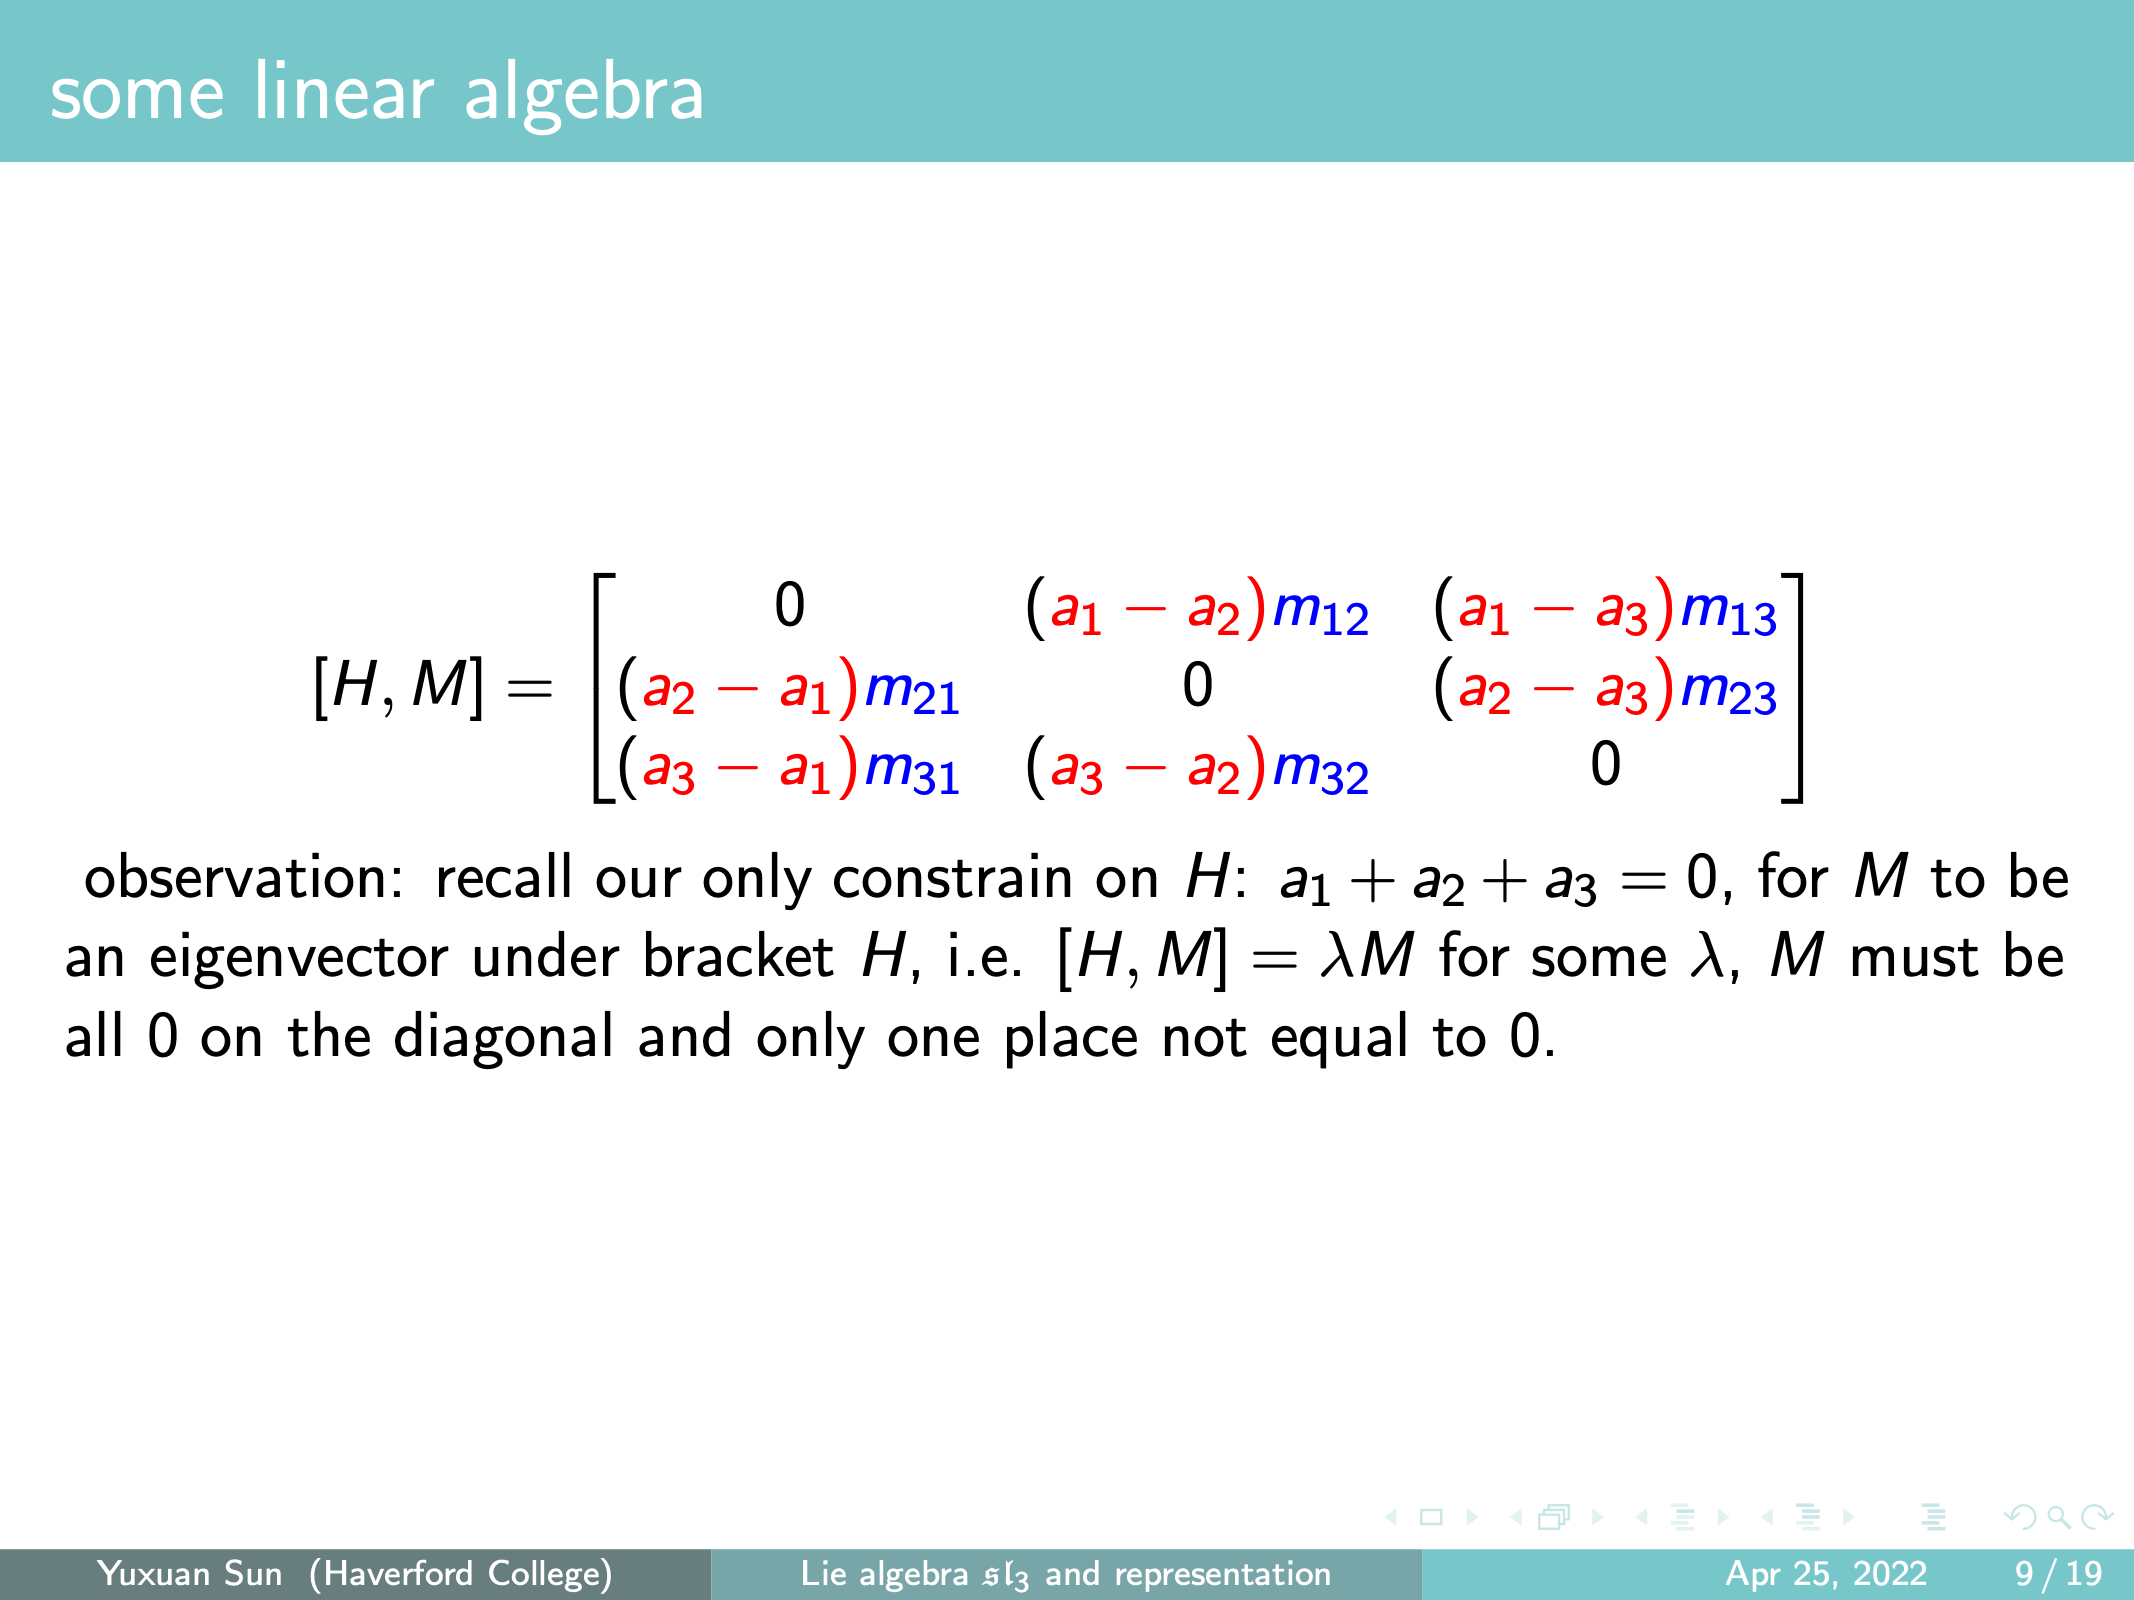 some linear algebra
[H, M] = [ 0 (a₁ − a₂)m₁₂ (a₁ − a₃)m₁₃
(a₂ − a₁)m₂₁ 0 (a₂ − a₃)m₂₃
(a₃ − a₁)m₃₁ (a₃ − a₂)m₃₂ 0 ]
observation: recall our only constrain on H: a₁ + a₂ + a₃ = 0, for M to be
an eigenvector under bracket H, i.e. [H, M] = λM for some λ, M must be
all 0 on the diagonal and only one place not equal to 0.
Yuxuan Sun (Haverford College) Lie algebra 𝔰𝔩₃ and representation Apr 25, 2022 9 / 19